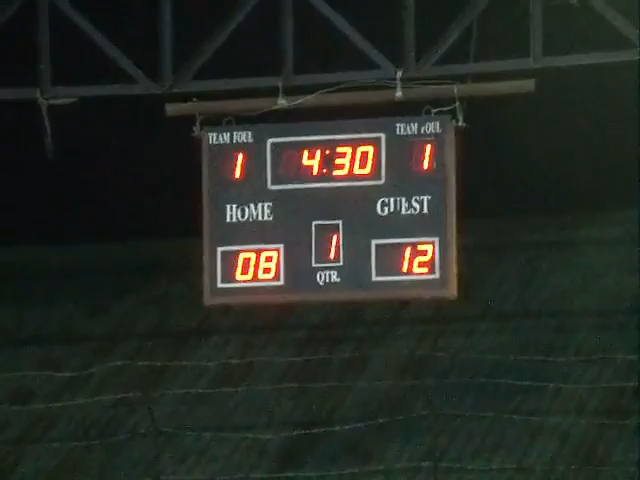 TEAM FOUL TEAM FOUL
1 4:30 1
HOME GUEST
08 1 12
QTR.